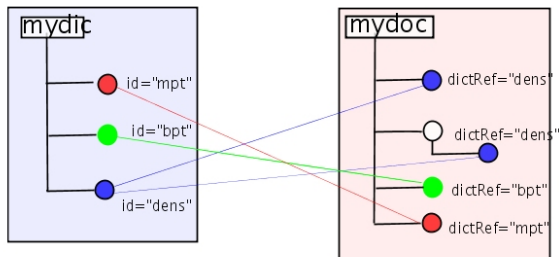 mydic
id="mpt"
id="bpt"
id="dens"
mydoc
dictRef="dens"
dictRef="dens"
dictRef="bpt"
dictRef="mpt"